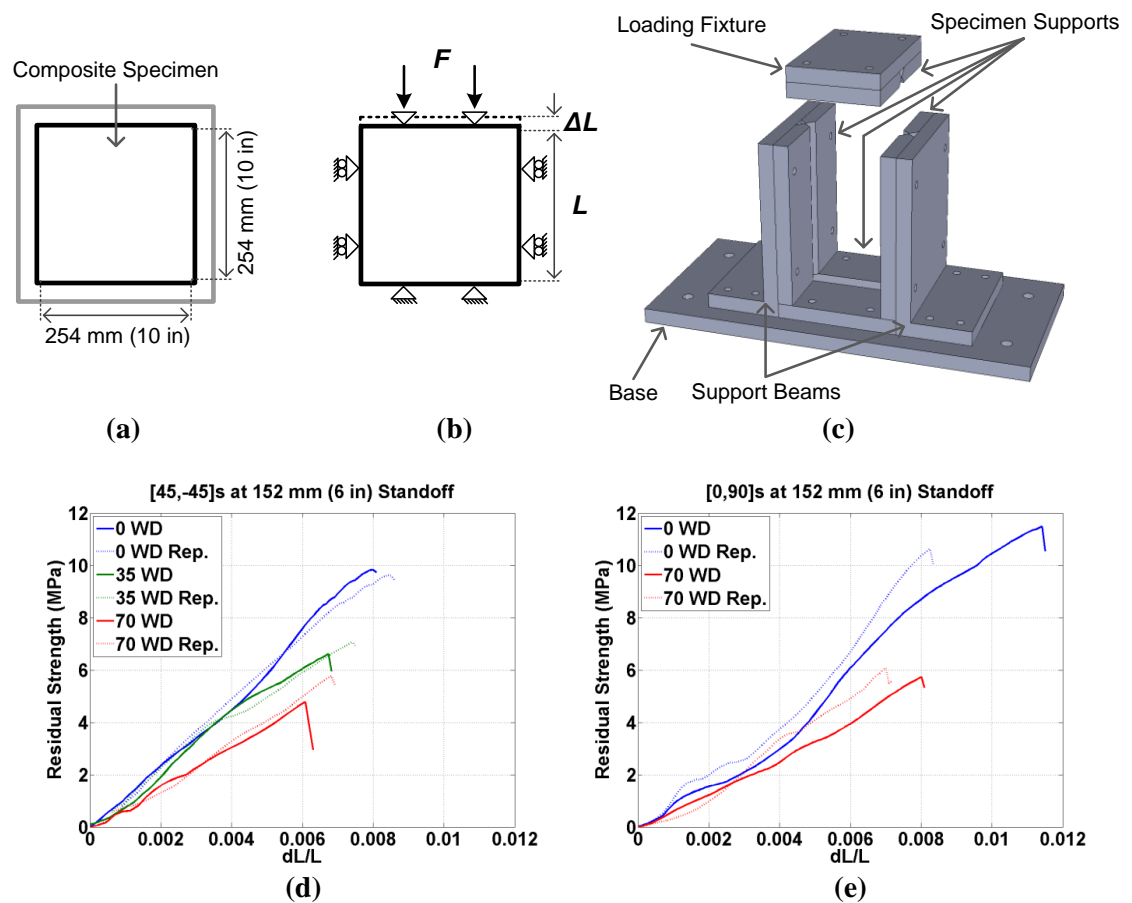 Composite Specimen
254 mm (10 in)
254 mm (10 in)
(a)
F
ΔL
L
(b)
Loading Fixture
Specimen Supports
Base
Support Beams
(c)
[45,-45]s at 152 mm (6 in) Standoff
Residual Strength (MPa)
12
10
8
6
4
2
0
0 WD
0 WD Rep.
35 WD
35 WD Rep.
70 WD
70 WD Rep.
0 0.002 0.004 0.006 0.008 0.01 0.012
dL/L
(d)
[0,90]s at 152 mm (6 in) Standoff
Residual Strength (MPa)
12
10
8
6
4
2
0
0 WD
0 WD Rep.
70 WD
70 WD Rep.
0 0.002 0.004 0.006 0.008 0.01 0.012
dL/L
(e)